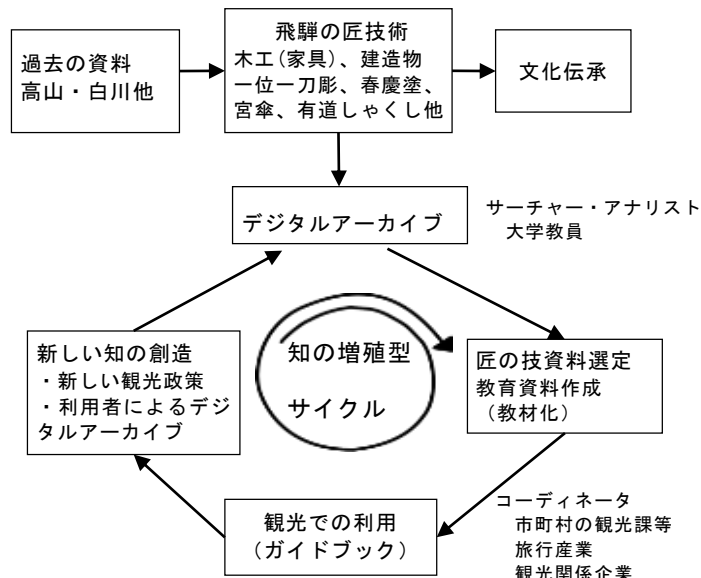 過去の資料
高山・白川他
飛騨の匠技術
木工(家具)、建造物
一位一刀彫、春慶塗、
宮傘、有道しゃくし他
文化伝承
デジタルアーカイブ
サーチャー・アナリスト
大学教員
新しい知の創造
・新しい観光政策
・利用者によるデジ
タルアーカイブ
知の増殖型
サイクル
匠の技資料選定
教育資料作成
(教材化)
観光での利用
(ガイドブック)
コーディネータ
市町村の観光課等
旅行産業
観光関係企業